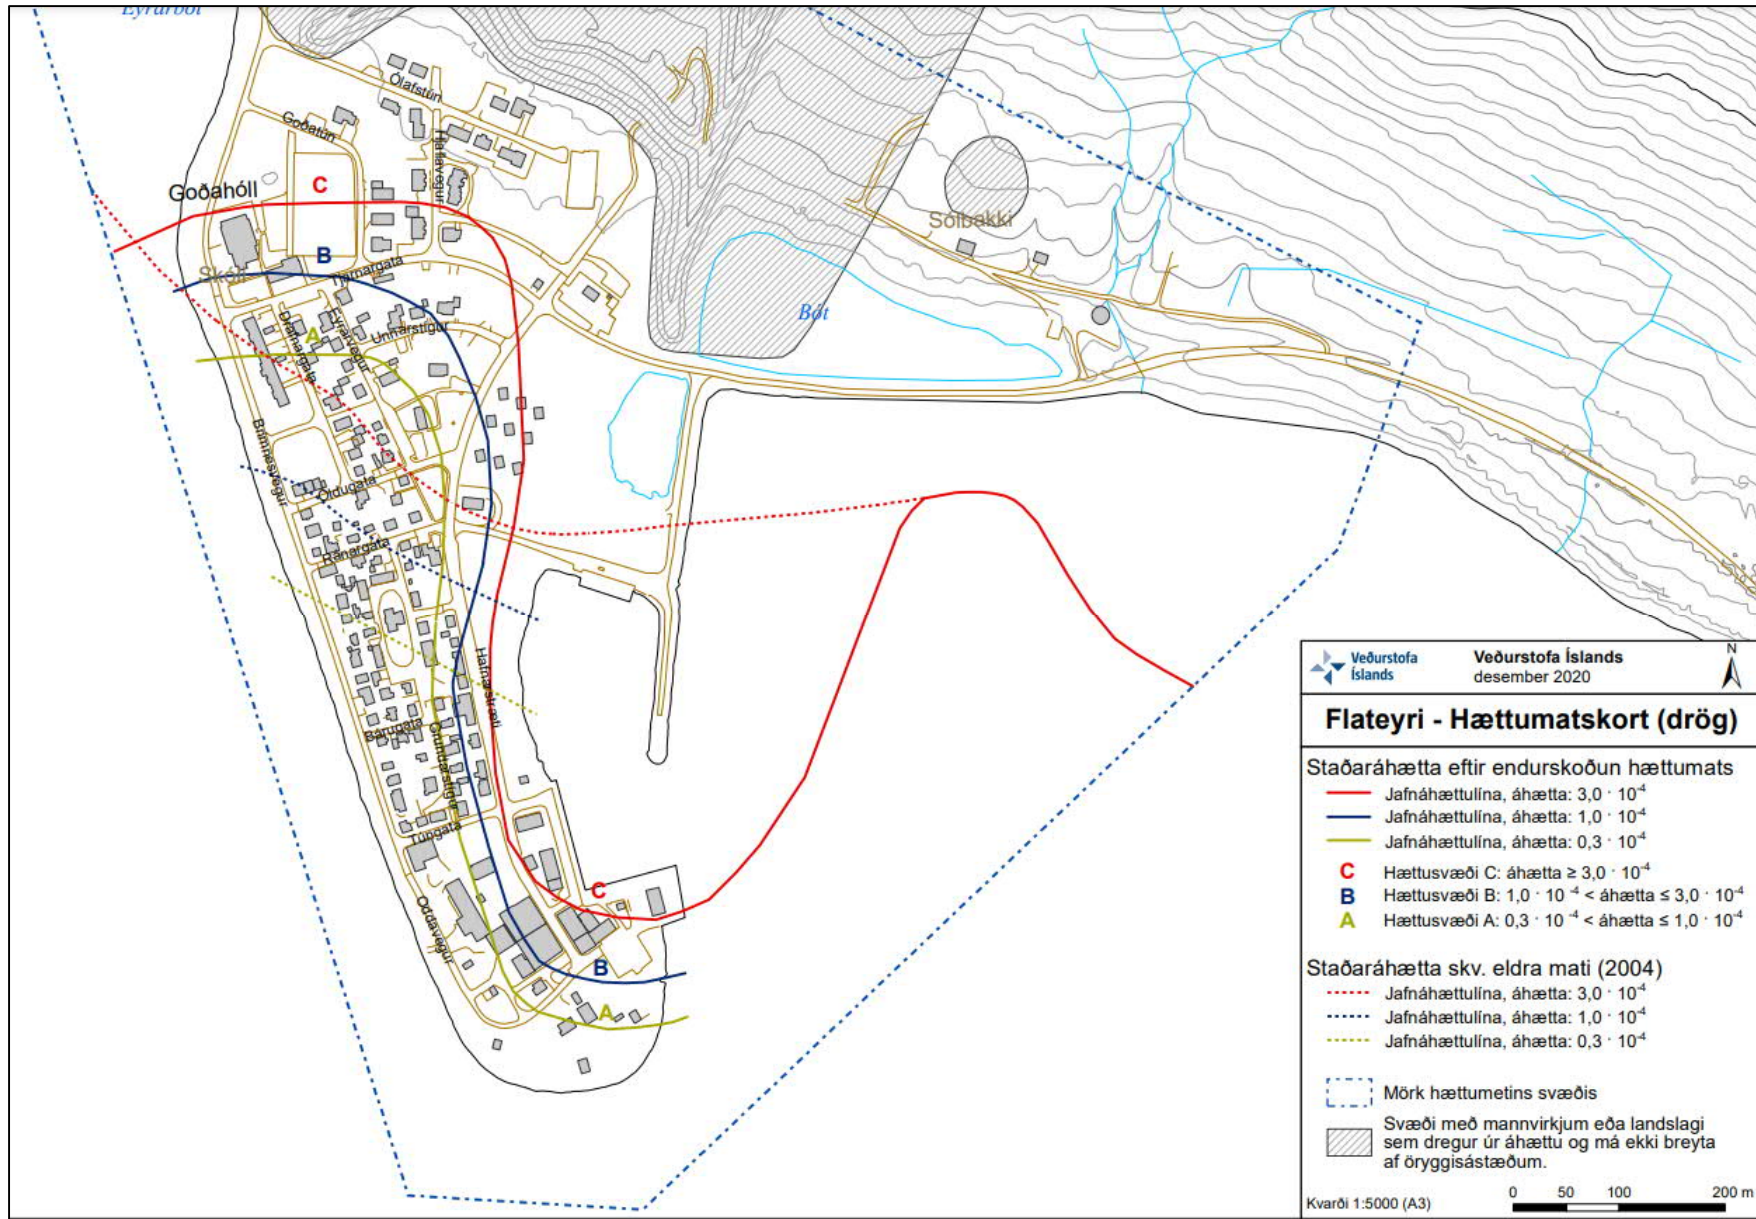 Eyrarbót
Ólafstún
Goðatún
Hjallavegur
C
Goðahóll
B
Skóli
Tjarnargata
Sólbakki
Bót
Drafnargata
A
Eyrarvegur
Unnarstígur
Brimnesvegur
Öldugata
Ránargata
Hafnarstræti
Bárugata
Grundarstígur
Túngata
Oddavegur
C
B
A
Veðurstofa
Íslands
Veðurstofa Íslands
desember 2020
N
Flateyri - Hættumatskort (drög)
Staðaráhætta eftir endurskoðun hættumats
Jafnáhættulína, áhætta: 3,0 · 10⁻⁴
Jafnáhættulína, áhætta: 1,0 · 10⁻⁴
Jafnáhættulína, áhætta: 0,3 · 10⁻⁴
C Hættusvæði C: áhætta ≥ 3,0 · 10⁻⁴
B Hættusvæði B: 1,0 · 10⁻⁴ < áhætta ≤ 3,0 · 10⁻⁴
A Hættusvæði A: 0,3 · 10⁻⁴ < áhætta ≤ 1,0 · 10⁻⁴
Staðaráhætta skv. eldra mati (2004)
Jafnáhættulína, áhætta: 3,0 · 10⁻⁴
Jafnáhættulína, áhætta: 1,0 · 10⁻⁴
Jafnáhættulína, áhætta: 0,3 · 10⁻⁴
Mörk hættumetins svæðis
Svæði með mannvirkjum eða landslagi
sem dregur úr áhættu og má ekki breyta
af öryggisástæðum.
Kvarði 1:5000 (A3)
0 50 100 200 m